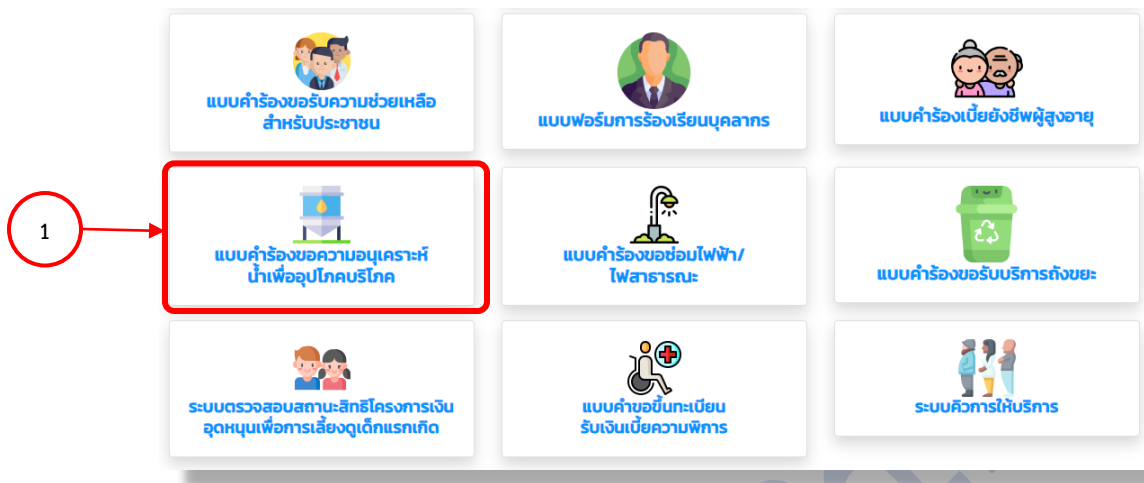 แบบคำร้องขอรับความช่วยเหลือ
สำหรับประชาชน
แบบฟอร์มการร้องเรียนบุคลากร
แบบคำร้องเบี้ยยังชีพผู้สูงอายุ
1
แบบคำร้องขอความอนุเคราะห์
น้ำเพื่ออุปโภคบริโภค
แบบคำร้องขอซ่อมไฟฟ้า/
ไฟสาธารณะ
แบบคำร้องขอรับบริการถังขยะ
ระบบตรวจสอบสถานะสิทธิโครงการเงิน
อุดหนุนเพื่อการเลี้ยงดูเด็กแรกเกิด
แบบคำขอขึ้นทะเบียน
รับเงินเบี้ยความพิการ
ระบบคิวการให้บริการ